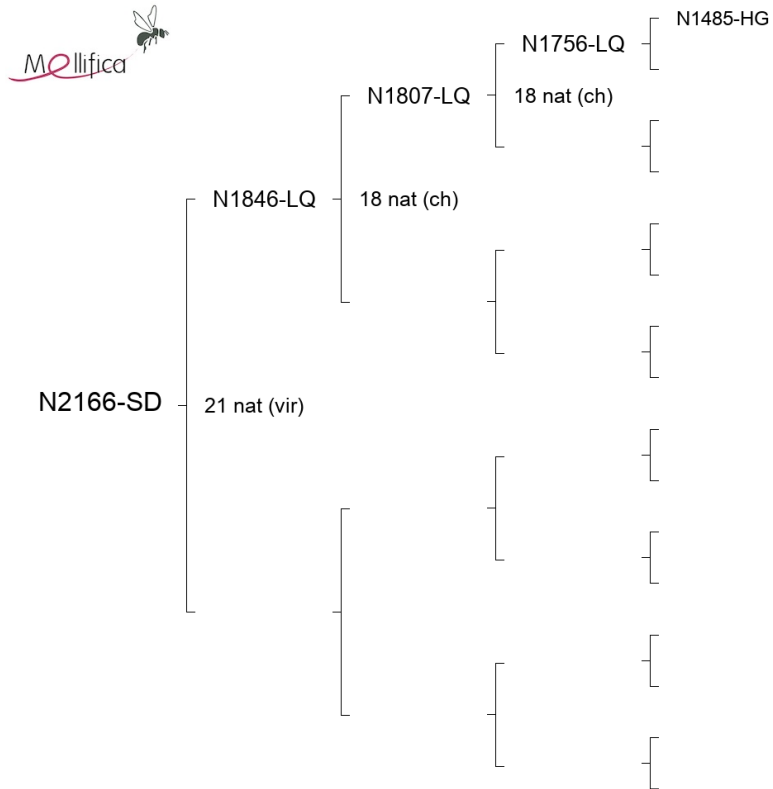 Mellifica
N1485-HG
N1756-LQ
N1807-LQ
18 nat (ch)
N1846-LQ
18 nat (ch)
N2166-SD
21 nat (vir)